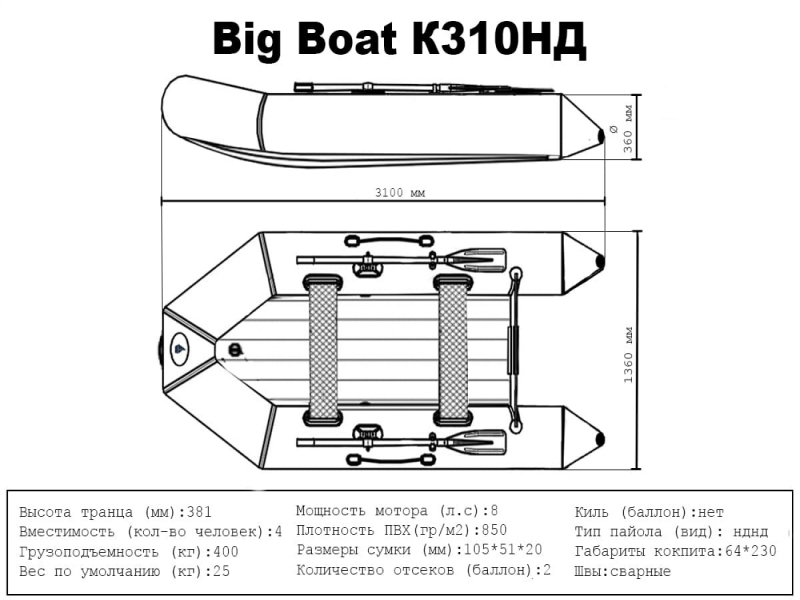 Big Boat К310НД
Ø 360 мм
3100 мм
1360 мм
Высота транца (мм):381
Вместимость (кол-во человек):4
Грузоподъемность (кг):400
Вес по умолчанию (кг):25
Мощность мотора (л.с):8
Плотность ПВХ(гр/м2):850
Размеры сумки (мм):105*51*20
Количество отсеков (баллон):2
Киль (баллон):нет
Тип пайола (вид): нднд
Габариты кокпита:64*230
Швы:сварные